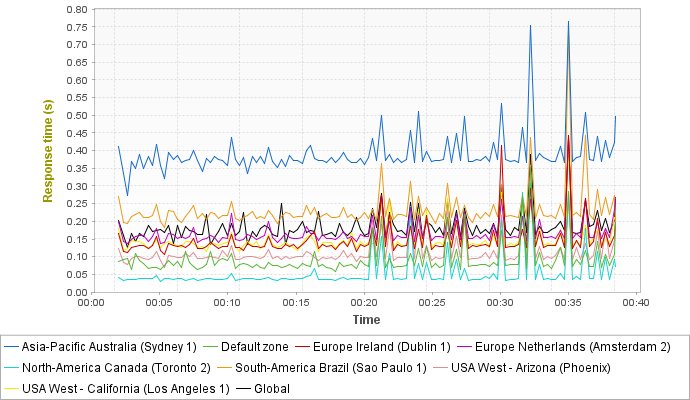 Response time (s)
0.80
0.75
0.70
0.65
0.60
0.55
0.50
0.45
0.40
0.35
0.30
0.25
0.20
0.15
0.10
0.05
0.00
00:00 00:05 00:10 00:15 00:20 00:25 00:30 00:35 00:40
Time
Asia-Pacific Australia (Sydney 1) Default zone Europe Ireland (Dublin 1) Europe Netherlands (Amsterdam 2)
North-America Canada (Toronto 2) South-America Brazil (Sao Paulo 1) USA West - Arizona (Phoenix)
USA West - California (Los Angeles 1) Global